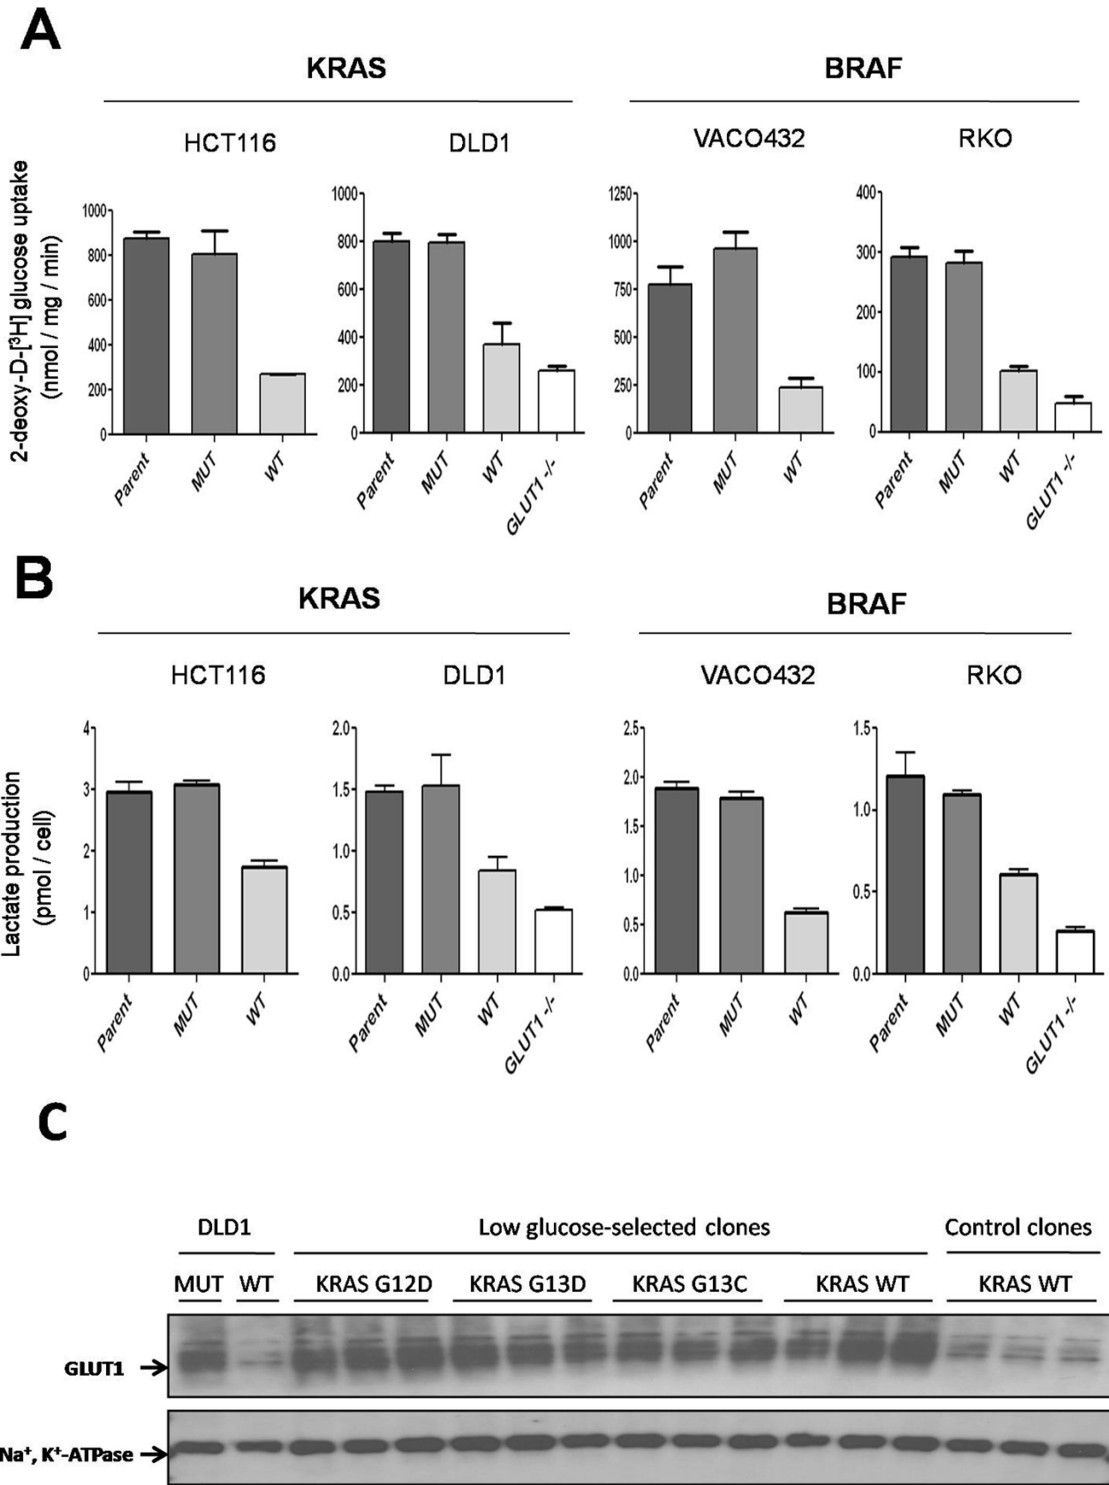 A
KRAS BRAF
HCT116 DLD1 VACO432 RKO
2-deoxy-D-[³H] glucose uptake
(nmol / mg / min)
1000
800
600
400
200
0
Parent MUT WT
1000
800
600
400
200
0
Parent MUT WT GLUT1 -/-
1250
1000
750
500
250
0
Parent MUT WT
400
300
200
100
0
Parent MUT WT GLUT1 -/-
B
KRAS BRAF
HCT116 DLD1 VACO432 RKO
Lactate production
(pmol / cell)
4
3
2
1
0
Parent MUT WT
2.0
1.5
1.0
0.5
0.0
Parent MUT WT GLUT1 -/-
2.5
2.0
1.5
1.0
0.5
0.0
Parent MUT WT
1.5
1.0
0.5
0.0
Parent MUT WT GLUT1 -/-
C
DLD1 Low glucose-selected clones Control clones
MUT WT KRAS G12D KRAS G13D KRAS G13C KRAS WT KRAS WT
GLUT1
Na⁺, K⁺-ATPase